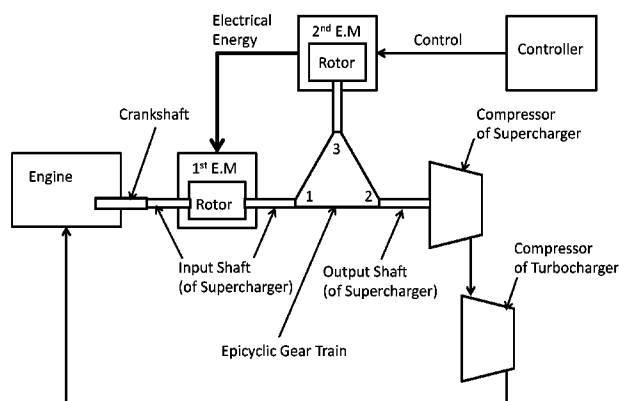 Electrical
Energy
2nd E.M
Rotor
Control
Controller
Crankshaft
Compressor
of Supercharger
Engine
1st E.M
Rotor
3
1
2
Input Shaft
(of Supercharger)
Output Shaft
(of Supercharger)
Compressor
of Turbocharger
Epicyclic Gear Train